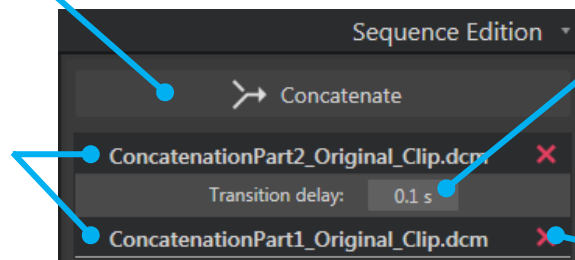 Sequence Edition
Concatenate
ConcatenationPart2_Original_Clip.dcm
Transition delay: 0.1 s
ConcatenationPart1_Original_Clip.dcm